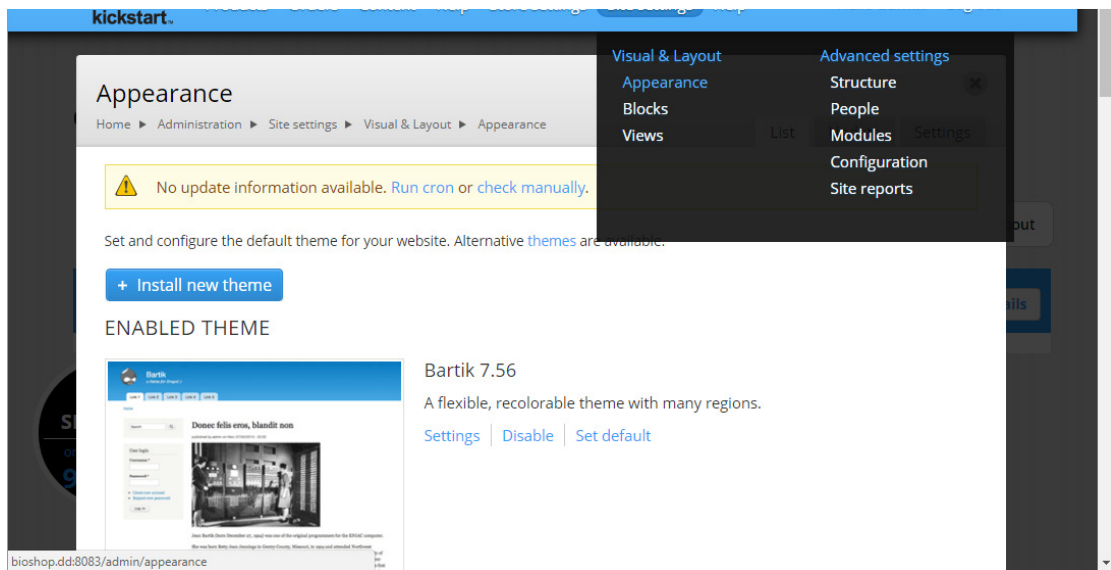 kickstart
Visual & Layout
Appearance
Blocks
Views
Advanced settings
Structure
People
Modules
Configuration
Site reports
Appearance
Home ► Administration ► Site settings ► Visual & Layout ► Appearance
List
Settings
No update information available. Run cron or check manually.
Set and configure the default theme for your website. Alternative themes are available.
+ Install new theme
ENABLED THEME
Bartik
Donec felis eros, blandit non
Bartik 7.56
A flexible, recolorable theme with many regions.
Settings | Disable | Set default
bioshop.dd:8083/admin/appearance